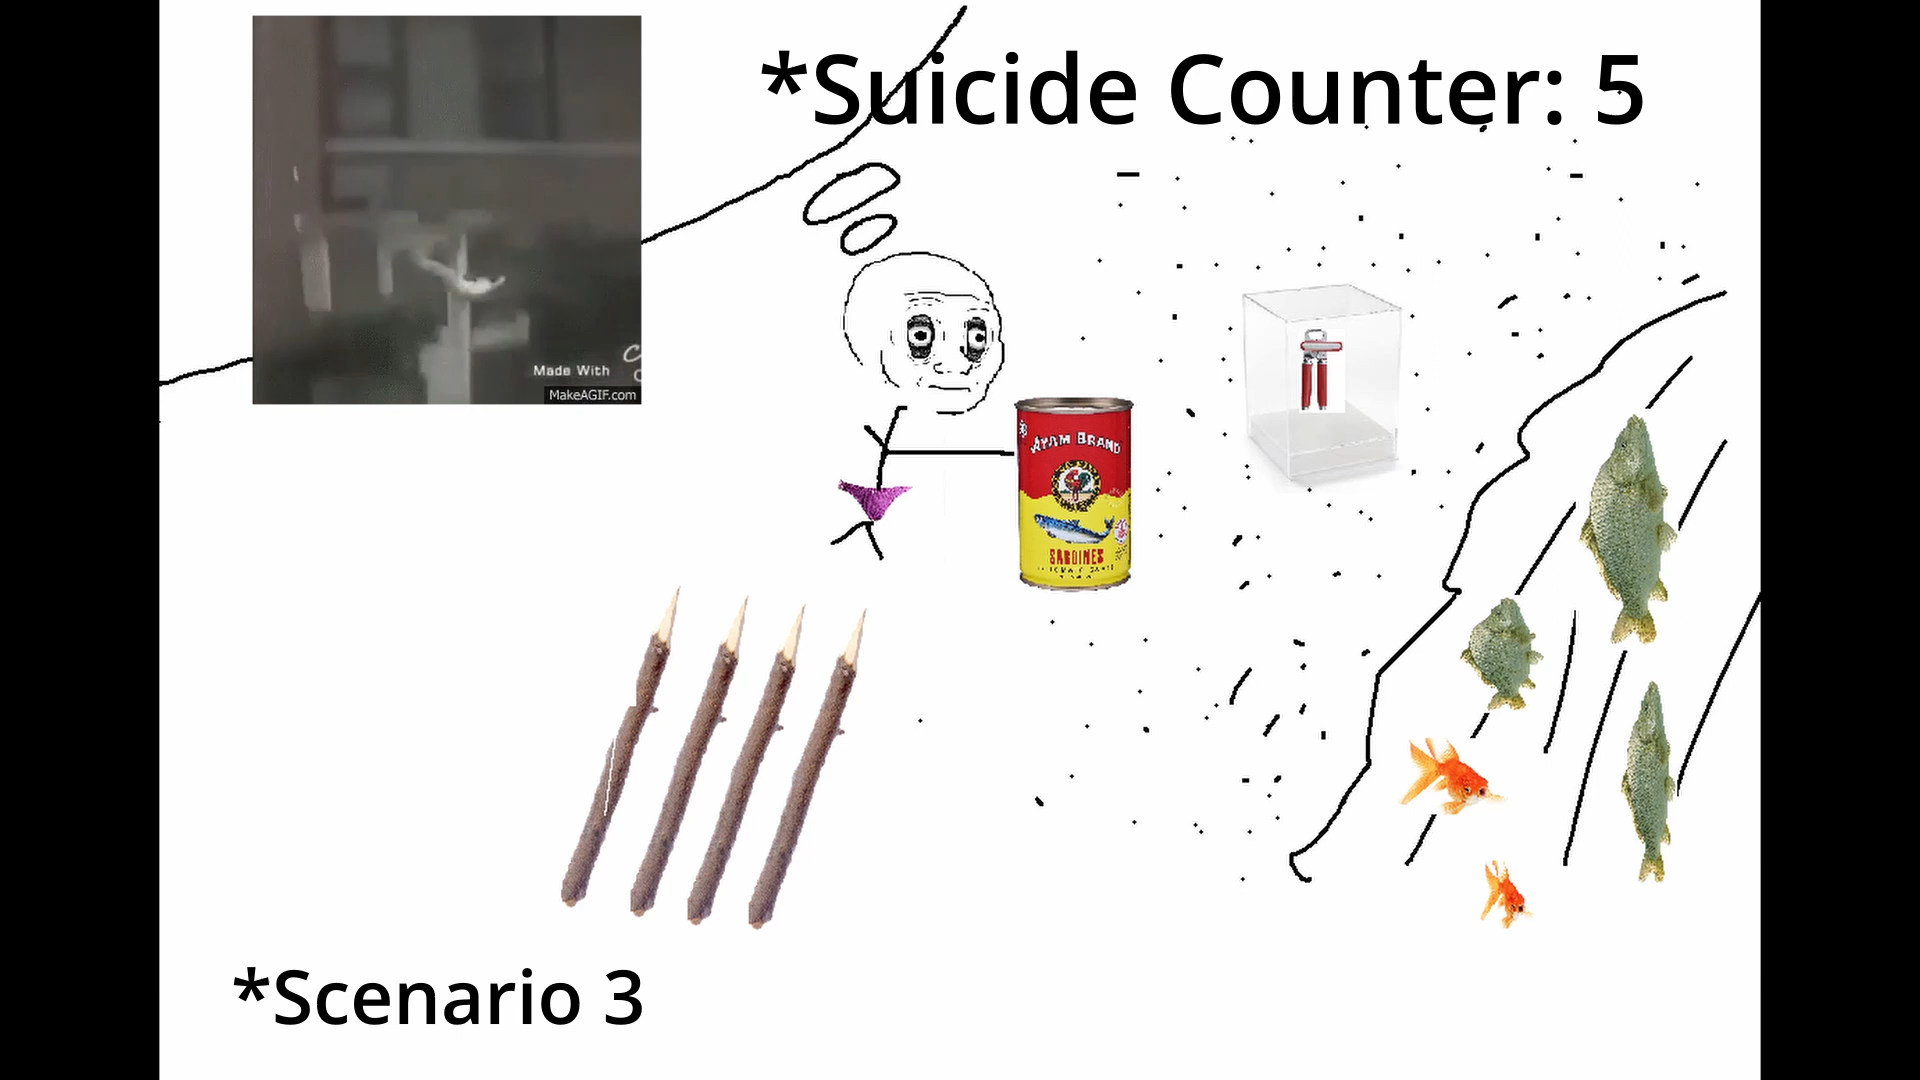 *Suicide Counter: 5
Made With
MakeAGIF.com
AYAM BRAND
SARDINES
*Scenario 3